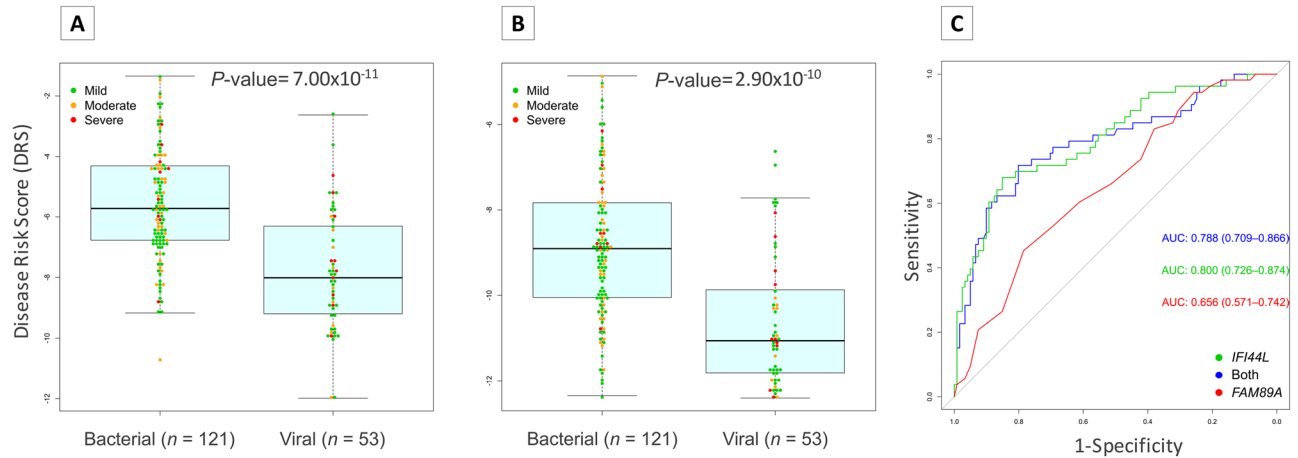 A
P-value=7.00x10-11
Mild
Moderate
Severe
Disease Risk Score (DRS)
-2
-4
-6
-8
-10
-12
Bacterial (n = 121)
Viral (n = 53)
B
P-value=2.90x10-10
Mild
Moderate
Severe
-6
-8
-10
-12
Bacterial (n = 121)
Viral (n = 53)
C
Sensitivity
1.0
0.8
0.6
0.4
0.2
0.0
AUC: 0.788 (0.709–0.866)
AUC: 0.800 (0.726–0.874)
AUC: 0.656 (0.571–0.742)
IFI44L
Both
FAM89A
1.0
0.8
0.6
0.4
0.2
0.0
1-Specificity